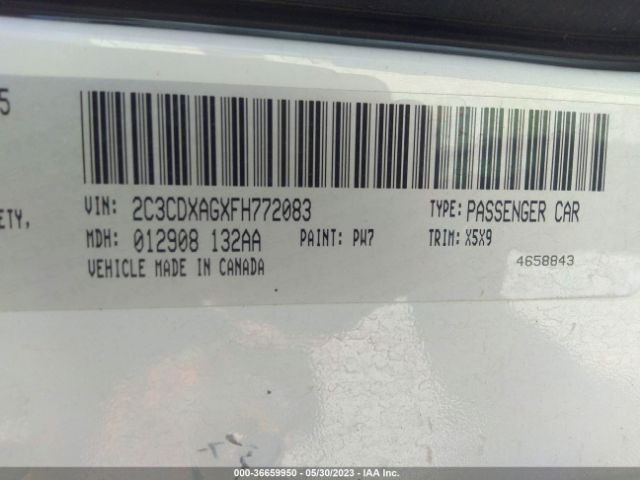 5
ETY,
VIN: 2C3CDXAGXFH772083 TYPE: PASSENGER CAR
MDH: 012908 132AA PAINT: PW7 TRIM: X5X9
VEHICLE MADE IN CANADA 4658843
000-36659950 - 05/30/2023 - IAA Inc.